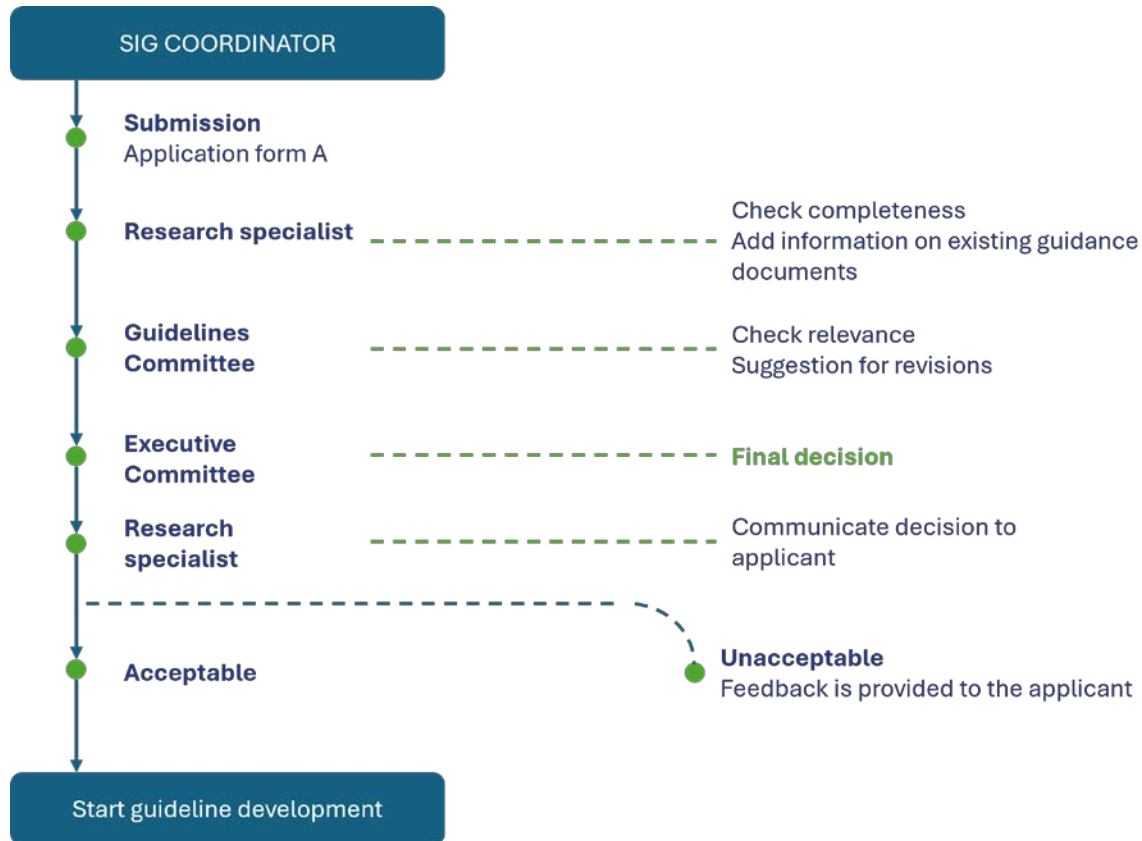 SIG COORDINATOR
Submission
Application form A
Research specialist
Check completeness
Add information on existing guidance
documents
Guidelines
Committee
Check relevance
Suggestion for revisions
Executive
Committee
Final decision
Research
specialist
Communicate decision to
applicant
Acceptable
Unacceptable
Feedback is provided to the applicant
Start guideline development